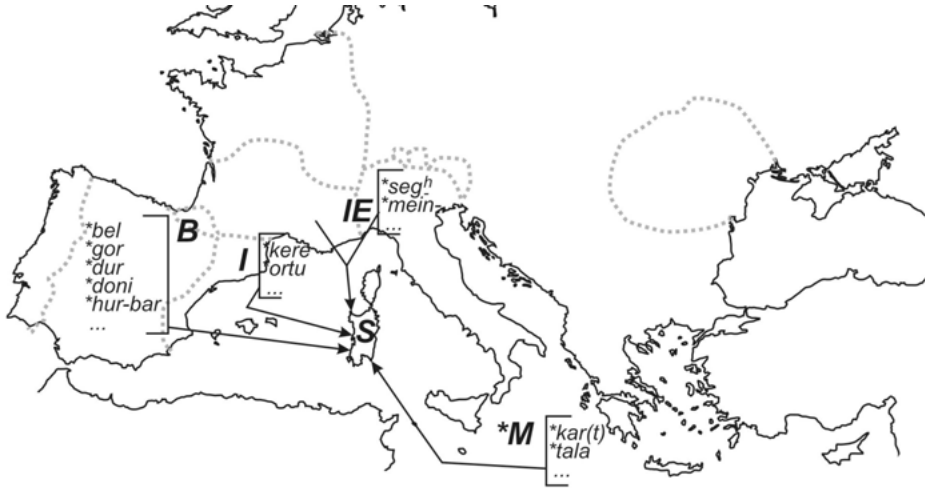 *bel
*gor
*dur
*doni
*hur-bar
...
B
I
kere
ortu
...
IE
*segʰ
*mein-
...
S
*M
*kar(t)
*tala
...